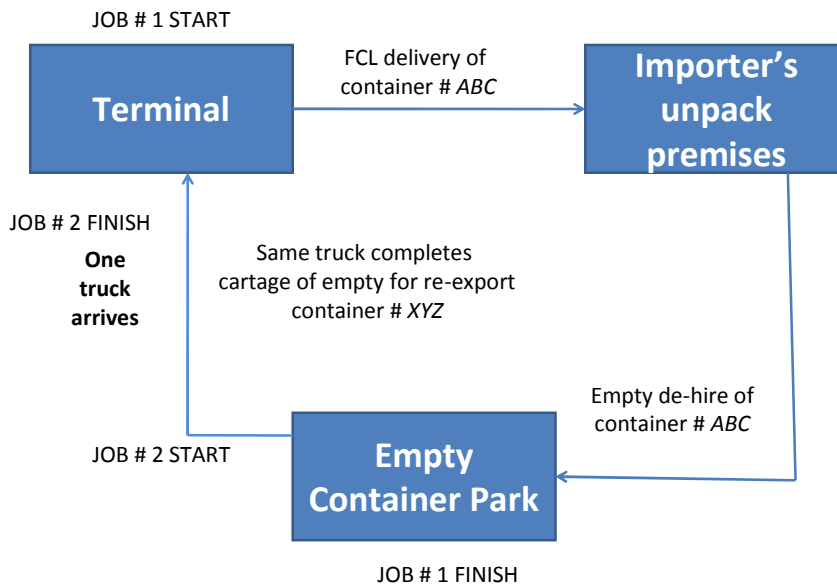 JOB # 1 START
Terminal
FCL delivery of
container # ABC
Importer’s
unpack
premises
JOB # 2 FINISH
One
truck
arrives
Same truck completes
cartage of empty for re-export
container # XYZ
Empty de-hire of
container # ABC
JOB # 2 START
Empty
Container Park
JOB # 1 FINISH